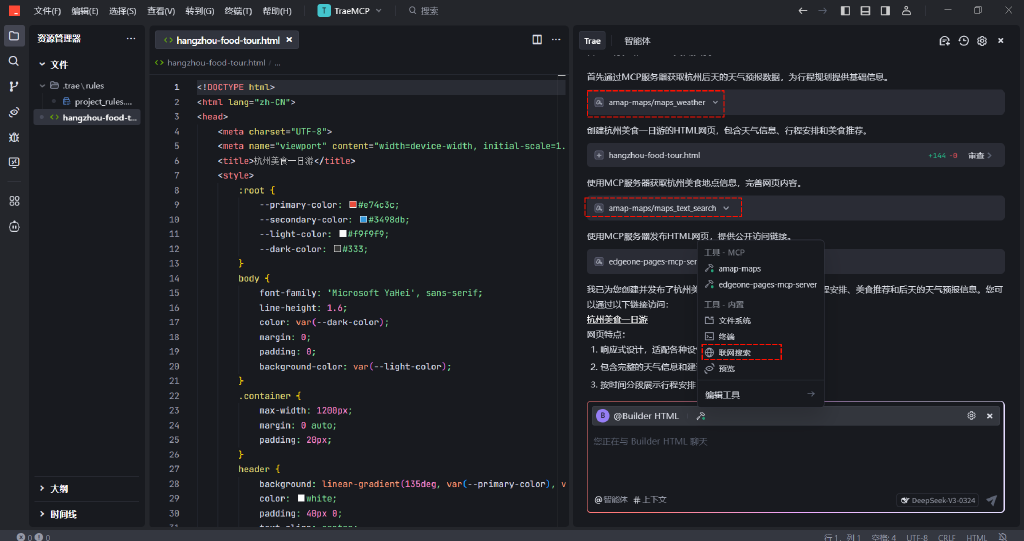 文件(F) 编辑(E) 选择(S) 查看(V) 转到(G) 终端(T) 帮助(H) T TraeMCP 搜索
资源管理器 ...
文件
.trae\rules
project_rules....
hangzhou-food-t...
大纲
时间线
hangzhou-food-tour.html
hangzhou-food-tour.html / ...
1 <!DOCTYPE html>
2 <html lang="zh-CN">
3 <head>
4 <meta charset="UTF-8">
5 <meta name="viewport" content="width=device-width, initial-scale=1.
6 <title>杭州美食一日游</title>
7 <style>
8 :root {
9 --primary-color: #e74c3c;
10 --secondary-color: #3498db;
11 --light-color: #f9f9f9;
12 --dark-color: #333;
13 }
14 body {
15 font-family: 'Microsoft YaHei', sans-serif;
16 line-height: 1.6;
17 color: var(--dark-color);
18 margin: 0;
19 padding: 0;
20 background-color: var(--light-color);
21 }
22 .container {
23 max-width: 1200px;
24 margin: 0 auto;
25 padding: 20px;
26 }
27 header {
28 background: linear-gradient(135deg, var(--primary-color), v
29 color: white;
30 padding: 40px 0;
31 text-align: center;
Trae 智能体
首先通过MCP服务器获取杭州后天的天气预报数据，为行程规划提供基础信息。
amap-maps/maps_weather
创建杭州美食一日游的HTML网页，包含天气信息、行程安排和美食推荐。
hangzhou-food-tour.html +144 -0 审查
使用MCP服务器获取杭州美食地点信息，完善网页内容。
amap-maps/maps_text_search
使用MCP服务器发布HTML网页，提供公开访问链接。
edgeone-pages-mcp-ser
我已为您创建并发布了杭州美 程安排、美食推荐和后天的天气预报信息。您可
以通过以下链接访问:
杭州美食一日游
网页特点:
1. 响应式设计，适配各种设
2. 包含完整的天气信息和建
3. 按时间分段展示行程安排
工具 - MCP
amap-maps
edgeone-pages-mcp-server
工具 - 内置
文件系统
终端
联网搜索
预览
编辑工具
B @Builder HTML
您正在与 Builder HTML 聊天
@智能体 # 上下文 DeepSeek-V3-0324
0 0 行 1，列 1 空格: 4 UTF-8 CRLF HTML